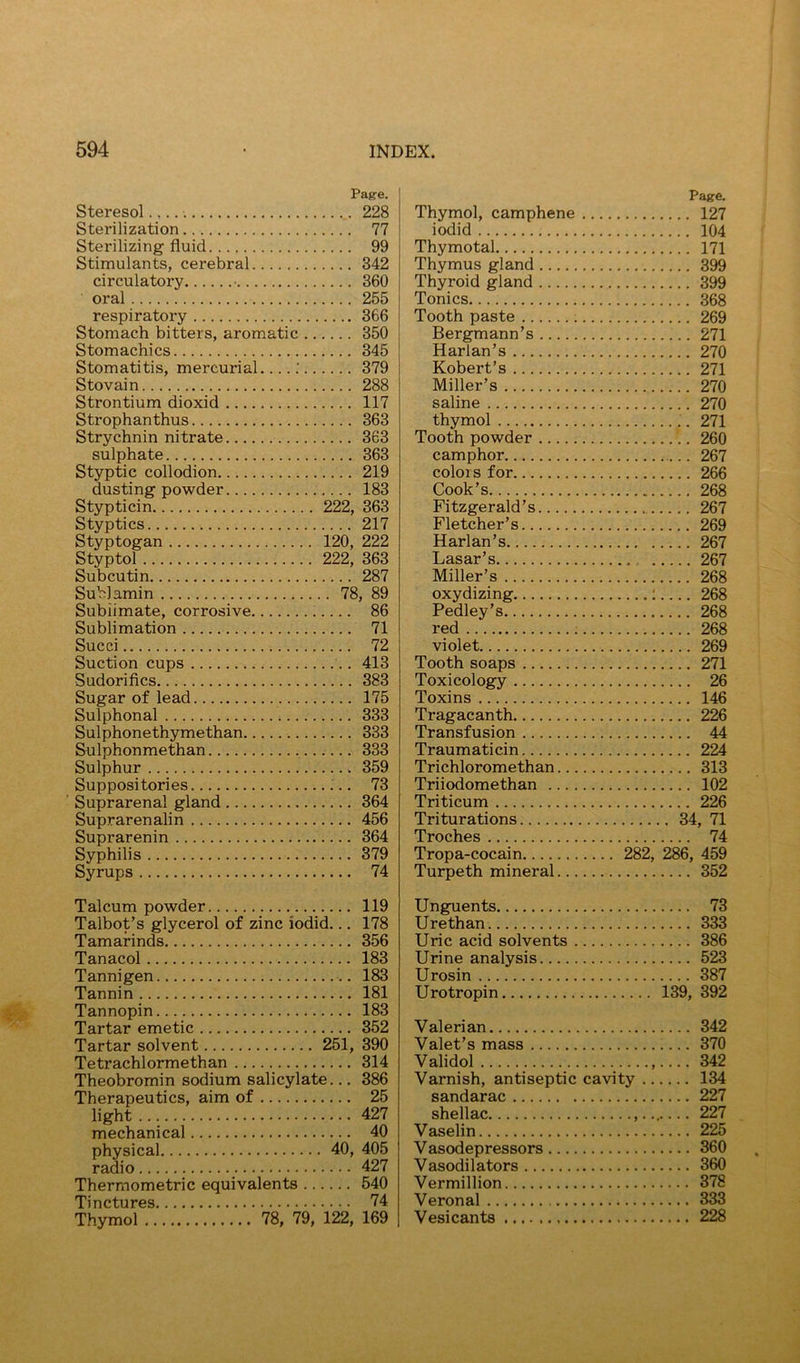 594 INDEX.
Page.
Steresol ........ 228
Sterilization ........ 77
Sterilizing fluid ........ 99
Stimulants, cerebral ........ 342
circulatory ........ 360
oral ........ 255
respiratory ........ 366
Stomach bitters, aromatic ...... 350
Stomachics ........ 345
Stomatitis, mercurial ........ 379
Stovain ........ 288
Strontium dioxid ........ 117
Strophanthus ........ 363
Strychnin nitrate ........ 363
sulphate ........ 363
Styptic collodion ........ 219
dusting powder ........ 183
Stypticin ........ 222, 363
Styptics ........ 217
Styptogan ........ 120, 222
Styptol ........ 222, 363
Subcutin ........ 287
Sublamin ........ 78, 89
Sublimate, corrosive ........ 86
Sublimation ........ 71
Succi ........ 72
Suction cups ........ 413
Sudorifics ........ 383
Sugar of lead ........ 175
Sulphonal ........ 333
Sulphonethymethan ........ 333
Sulphonmethan ........ 333
Sulphur ........ 359
Suppositories ........ 73
Suprarenal gland ........ 364
Suprarenalin ........ 456
Suprarenin ........ 364
Syphilis ........ 379
Syrups ........ 74
Talcum powder ........ 119
Talbot's glycerol of zinc iodid... 178
Tamarinds ........ 356
Tanacol ........ 183
Tannigen ........ 183
Tannin ........ 181
Tannopin ........ 183
Tartar emetic ........ 352
Tartar solvent ........ 251, 390
Tetrachlormethan ........ 314
Theobromin sodium salicylate... 386
Therapeutics, aim of ........ 25
light ........ 427
mechanical ........ 40
physical ........ 40, 405
radio ........ 427
Thermometric equivalents ...... 540
Tinctures ........ 74
Thymol ........ 78, 79, 122, 169
Page.
Thymol, camphene ........ 127
iodid ........ 104
Thymotal ........ 171
Thymus gland ........ 399
Thyroid gland ........ 399
Tonics ........ 368
Tooth paste ........ 269
Bergmann's ........ 271
Harlan's ........ 270
Kobert's ........ 271
Miller's ........ 270
saline ........ 270
thymol ........ 271
Tooth powder ........ 260
camphor ........ 267
colors for ........ 266
Cook's ........ 268
Fitzgerald's ........ 267
Fletcher's ........ 269
Harlan's ........ 267
Lasar's ........ 267
Miller's ........ 268
oxydizing ........ 268
Pedley's ........ 268
red ........ 268
violet ........ 269
Tooth soaps ........ 271
Toxicology ........ 26
Toxins ........ 146
Tragacanth ........ 226
Transfusion ........ 44
Traumaticin ........ 224
Trichloromethan ........ 313
Triiodomethan ........ 102
Triticum ........ 226
Triturations ........ 34, 71
Troches ........ 74
Tropa-cocain ........ 282, 286, 459
Turpeth mineral ........ 352
Unguents ........ 73
Urethan ........ 333
Uric acid solvents ........ 386
Urine analysis ........ 523
Urosin ........ 387
Urotropin ........ 139, 392
Valerian ........ 342
Valet's mass ........ 370
Validol ........ 342
Varnish, antiseptic cavity ...... 134
sandarac ........ 227
shellac ........ 227
Vaselin ........ 225
Vasodepressors ........ 360
Vasodilators ........ 360
Vermillion ........ 378
Veronal ........ 333
Vesicants ........ 228